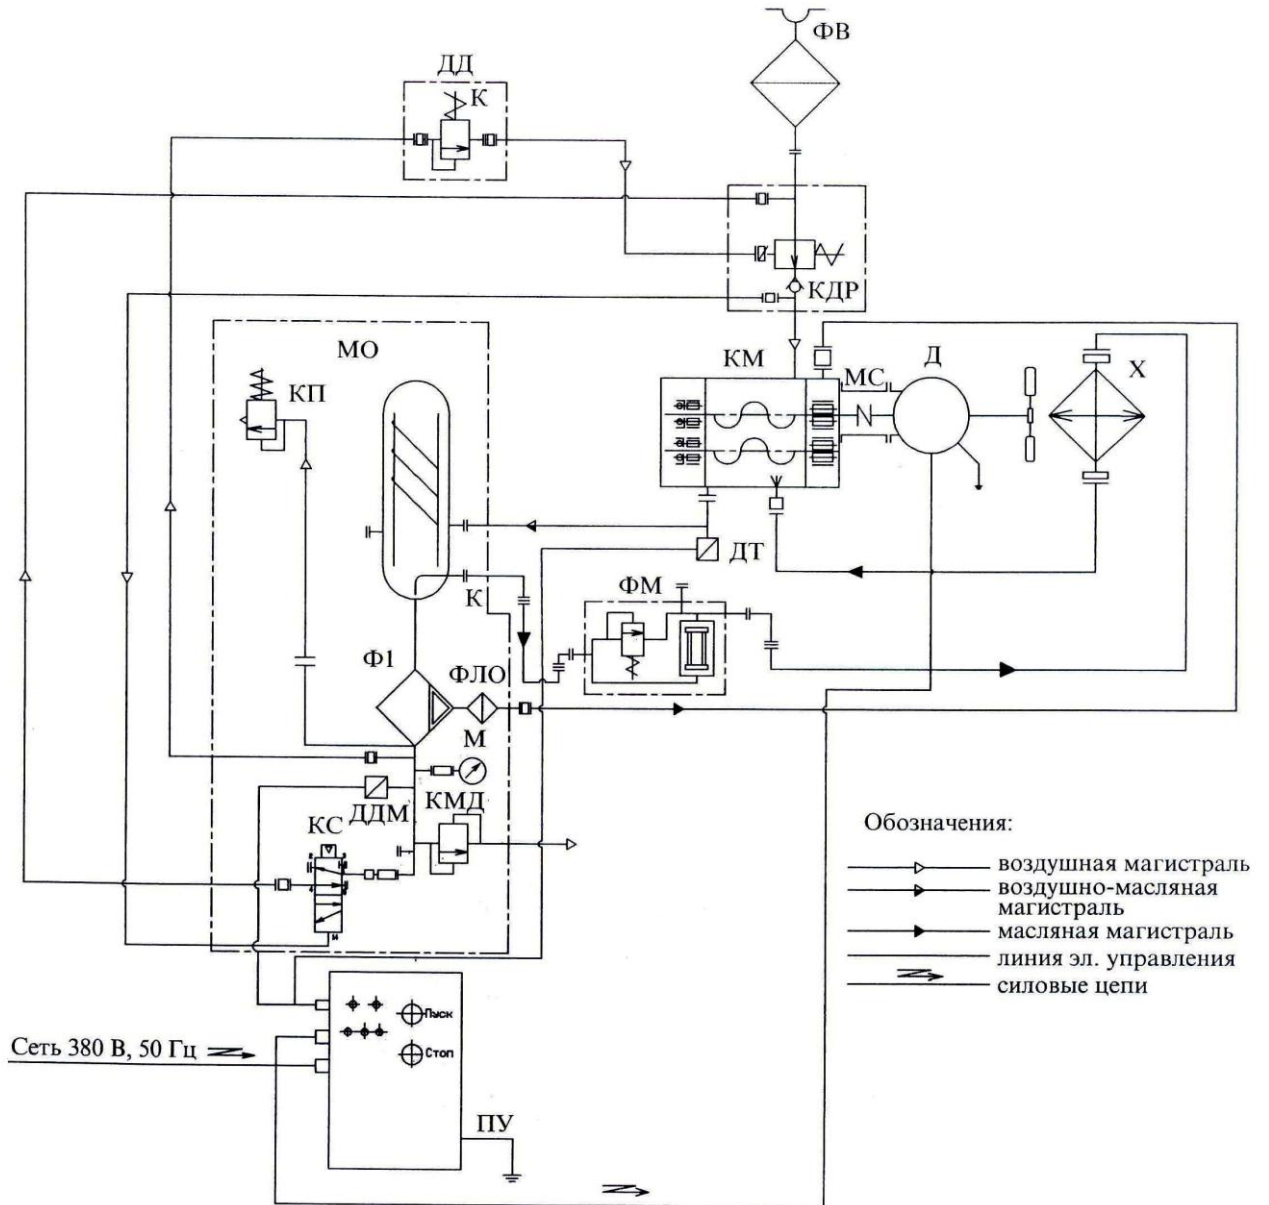 ФВ
ДД
К
КДР
МО
КМ
МС
Д
Х
КП
ДТ
К
ФМ
Ф1
ФЛО
М
ДДМ
КМД
КС
Обозначения:
воздушная магистраль
воздушно-масляная
магистраль
масляная магистраль
линия эл. управления
силовые цепи
Пуск
Стоп
Сеть 380 В, 50 Гц
ПУ